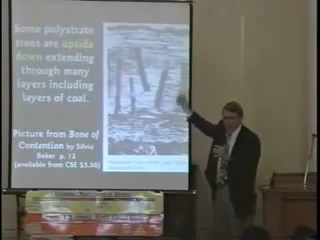 Some polystrate
trees are upside
down extending
through many
layers including
layers of coal.
Picture from Bone of
Contention by Silvia
Baker p. 12
(available from CSE $3.50)